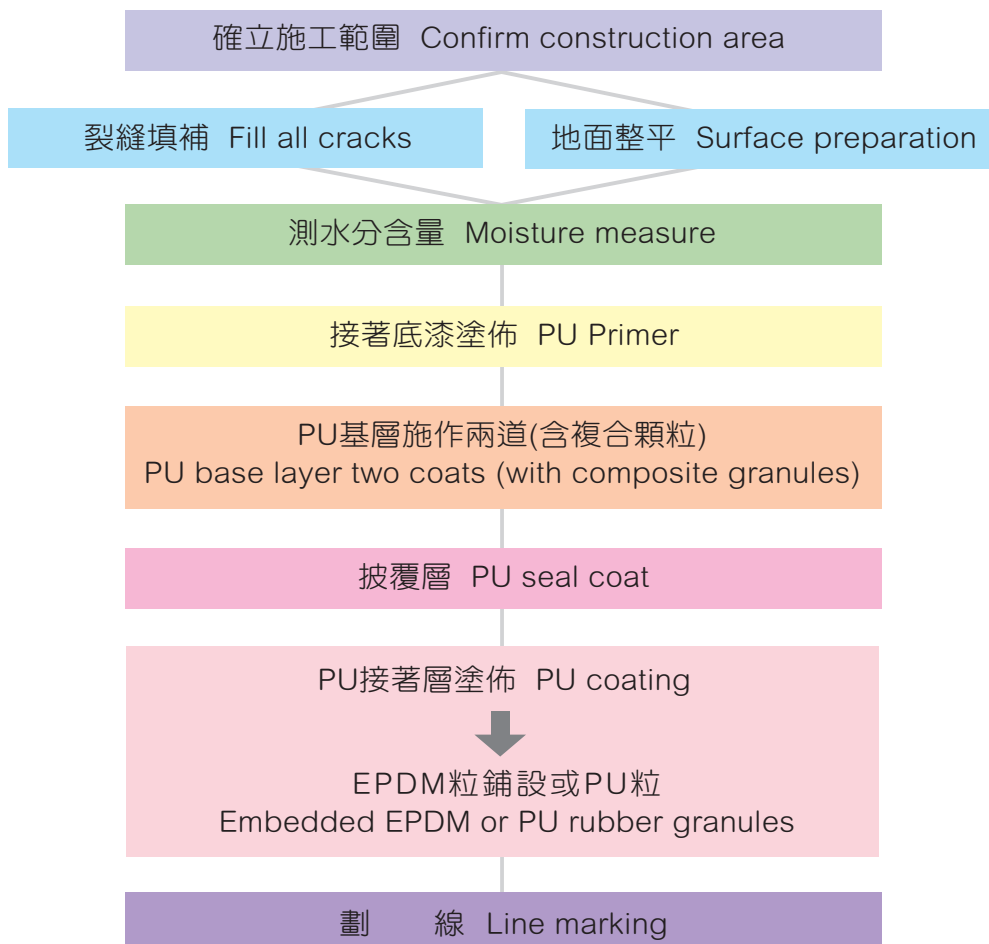 確立施工範圍 Confirm construction area
裂縫填補 Fill all cracks
地面整平 Surface preparation
測水分含量 Moisture measure
接著底漆塗佈 PU Primer
PU基層施作兩道(含複合顆粒)
PU base layer two coats (with composite granules)
披覆層 PU seal coat
PU接著層塗佈 PU coating
EPDM粒鋪設或PU粒
Embedded EPDM or PU rubber granules
劃 線 Line marking